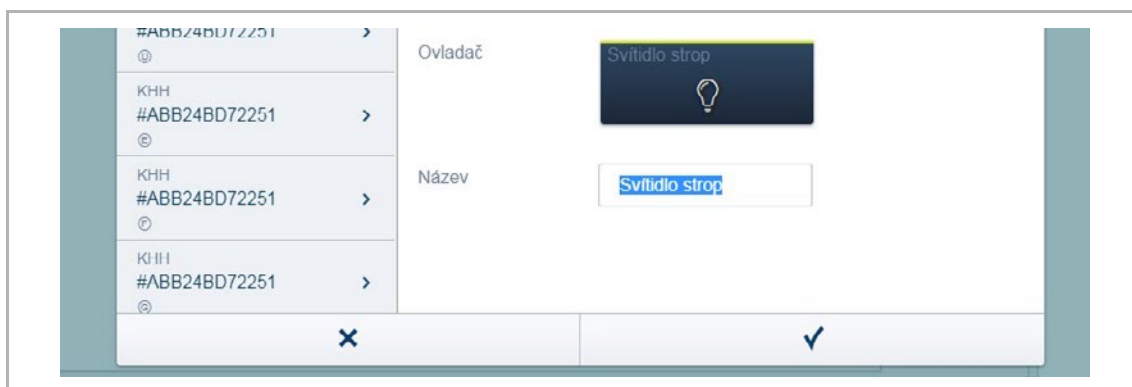 #ABB24BD72251
Ⓓ
KHH
#ABB24BD72251
Ⓔ
KHH
#ABB24BD72251
Ⓕ
KHH
#ABB24BD72251
Ⓖ
Ovladač
Svítidlo strop
Název
Svítidlo strop